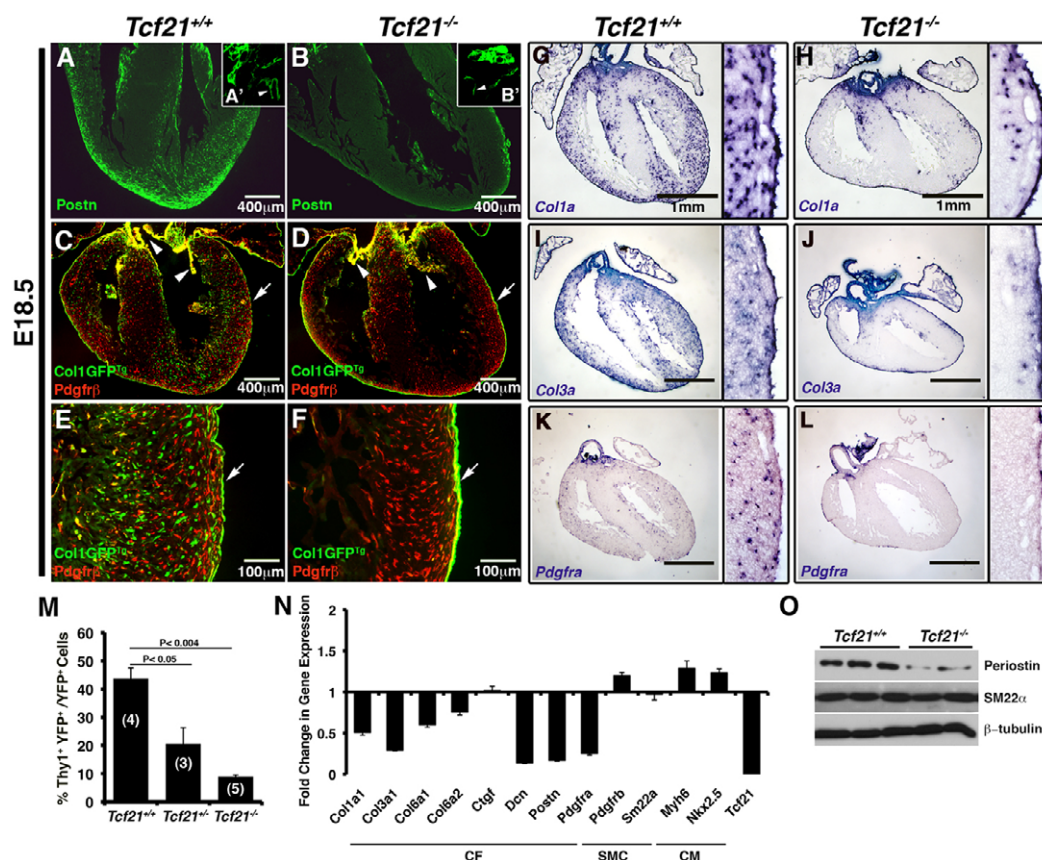 Tcf21+/+ Tcf21-/- Tcf21+/+ Tcf21-/-
E18.5
A A' B B' G H
Postn 400μm Postn 400μm Col1a 1mm Col1a 1mm
C D I J
Col1GFPTg
Pdgfrβ 400μm
Col1GFPTg
Pdgfrβ 400μm
Col3a Col3a
E F K L
Col1GFPTg
Pdgfrβ 100μm
Col1GFPTg
Pdgfrβ 100μm
Pdgfra Pdgfra
M
% Thy1+ YFP+ /YFP+ Cells
60
50
40
30
20
10
0
P< 0.004
P< 0.05
(4)
(3)
(5)
Tcf21+/+ Tcf21+/- Tcf21-/-
N
Fold Change in Gene Expression
2
1.5
1
0.5
0
Col1a1 Col3a1 Col6a1 Col6a2 Ctgf Dcn Postn Pdgfra Pdgfrb Sm22a Myh6 Nkx2.5 Tcf21
CF SMC CM
O
Tcf21+/+ Tcf21-/-
Periostin
SM22α
β-tubulin